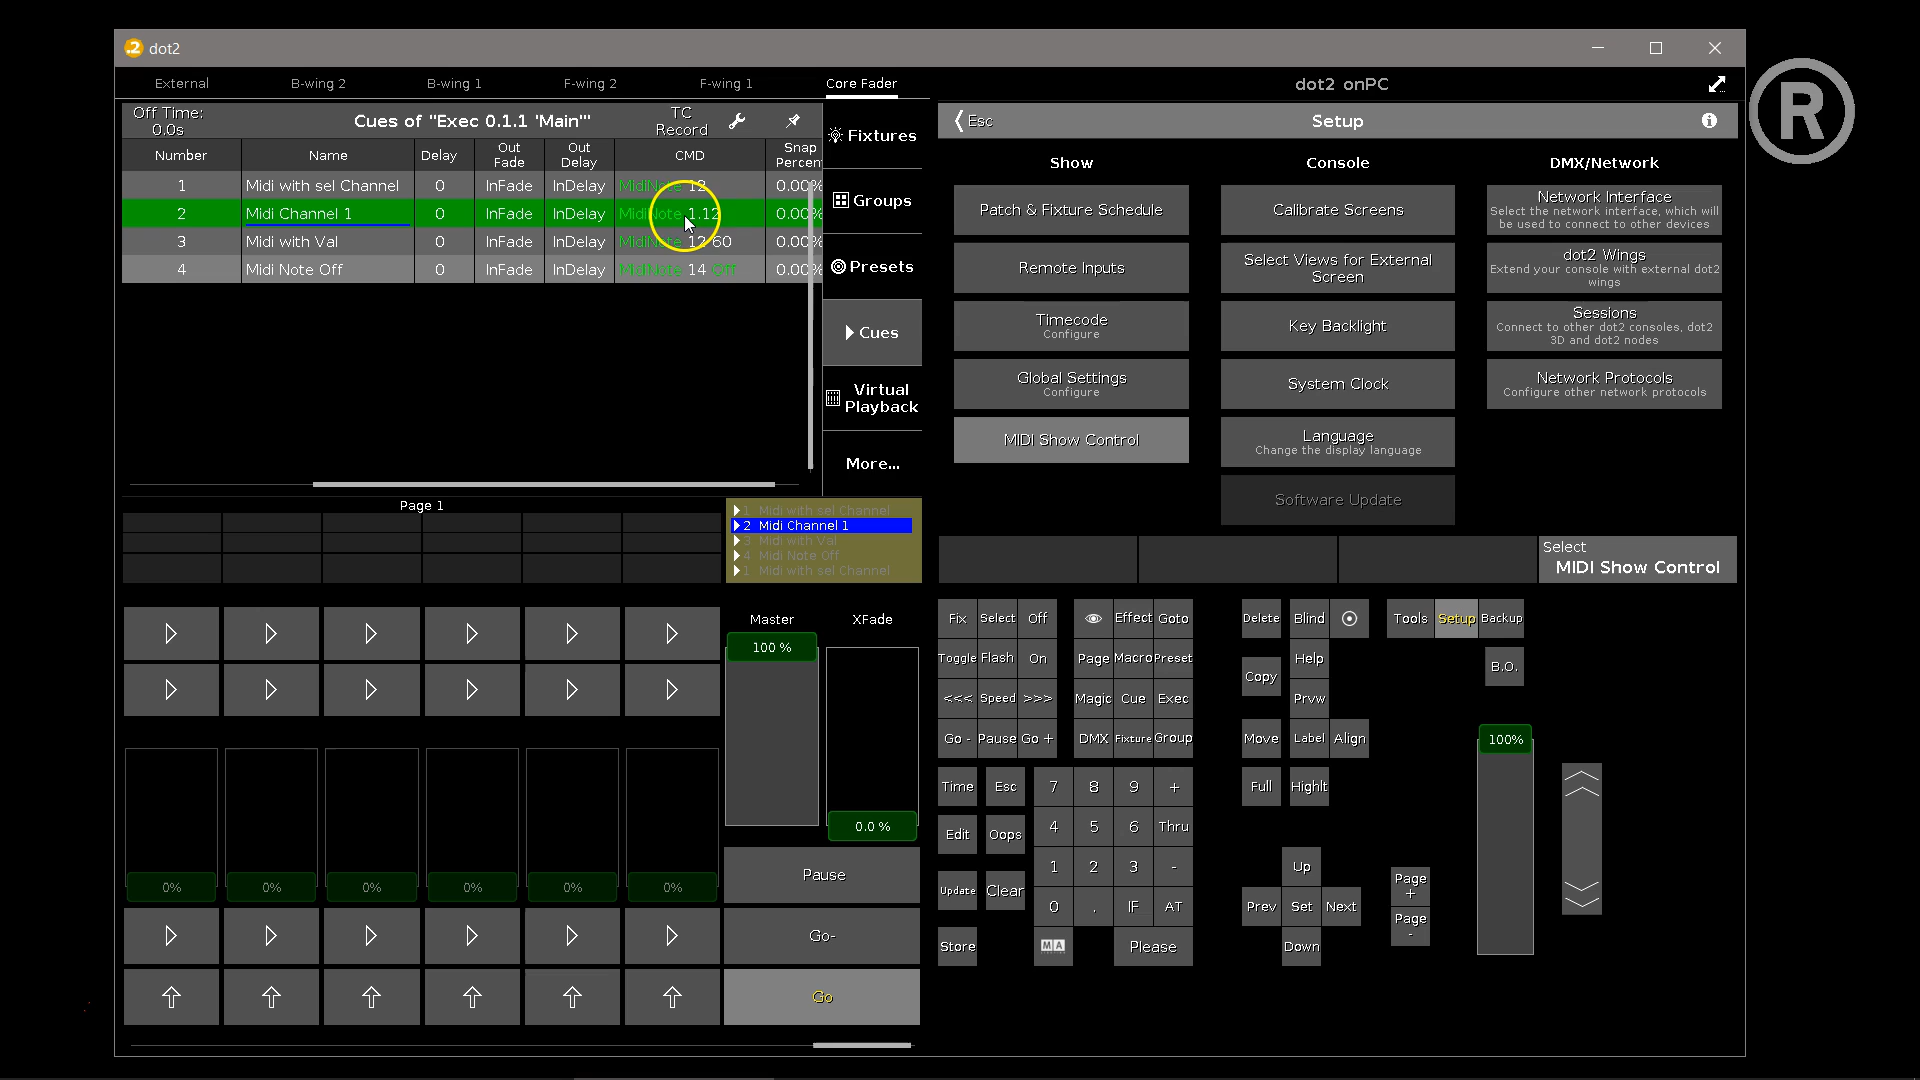 dot2
External B-wing 2 B-wing 1 F-wing 2 F-wing 1 Core Fader
dot2 onPC
Off Time:
0.0s
Cues of "Exec 0.1.1 'Main'"
TC
Record
Number Name Delay Out Fade Out Delay CMD Snap Percen
1 Midi with sel Channel 0 InFade InDelay MidiNote 12 0.00%
2 Midi Channel 1 0 InFade InDelay MidiNote 1.12 0.00%
3 Midi with Val 0 InFade InDelay MidiNote 12 60 0.00%
4 Midi Note Off 0 InFade InDelay MidiNote 14 Off 0.00%
Fixtures
Groups
Presets
Cues
Virtual
Playback
More...
Esc Setup
Show Console DMX/Network
Patch & Fixture Schedule
Remote Inputs
Timecode
Configure
Global Settings
Configure
MIDI Show Control
Calibrate Screens
Select Views for External
Screen
Key Backlight
System Clock
Language
Change the display language
Software Update
Network Interface
Select the network interface, which will
be used to connect to other devices
dot2 Wings
Extend your console with external dot2
wings
Sessions
Connect to other dot2 consoles, dot2
3D and dot2 nodes
Network Protocols
Configure other network protocols
Page 1
1 Midi with sel Channel
2 Midi Channel 1
3 Midi with Val
4 Midi Note Off
1 Midi with sel Channel
Select
MIDI Show Control
Master XFade
100 %
0.0 %
0% 0% 0% 0% 0% 0%
Pause
Go-
Go
Fix Select Off Effect Goto Delete Blind Tools Setup Backup
Toggle Flash On Page Macro Preset Copy Help B.O.
<<< Speed >>> Magic Cue Exec Prvw
Go - Pause Go + DMX Fixture Group Move Label Align
100%
Time Esc 7 8 9 + Full Highlt
Edit Oops 4 5 6 Thru
Update Clear 1 2 3 - Up
Page
+
0 . IF AT Prev Set Next
Page
-
Store MA Please Down
R